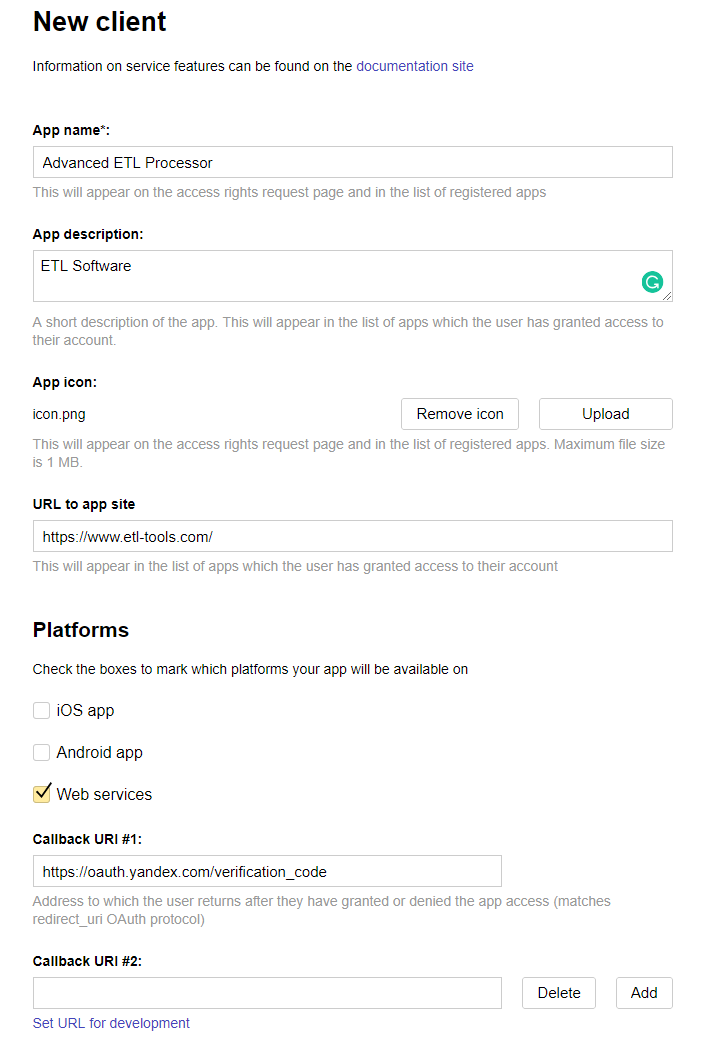 New client
Information on service features can be found on the documentation site
App name*:
Advanced ETL Processor
This will appear on the access rights request page and in the list of registered apps
App description:
ETL Software
A short description of the app. This will appear in the list of apps which the user has granted access to
their account.
App icon:
icon.png
Remove icon
Upload
This will appear on the access rights request page and in the list of registered apps. Maximum file size
is 1 MB.
URL to app site
https://www.etl-tools.com/
This will appear in the list of apps which the user has granted access to their account
Platforms
Check the boxes to mark which platforms your app will be available on
iOS app
Android app
Web services
Callback URI #1:
https://oauth.yandex.com/verification_code
Address to which the user returns after they have granted or denied the app access (matches
redirect_uri OAuth protocol)
Callback URI #2:
Delete
Add
Set URL for development